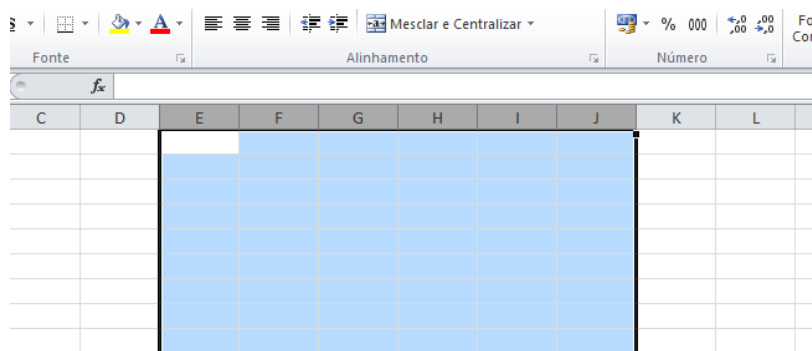 Mesclar e Centralizar % 000 ,0 ,00 ,00 ,0
Fonte Alinhamento Número
fx
C D E F G H I J K L